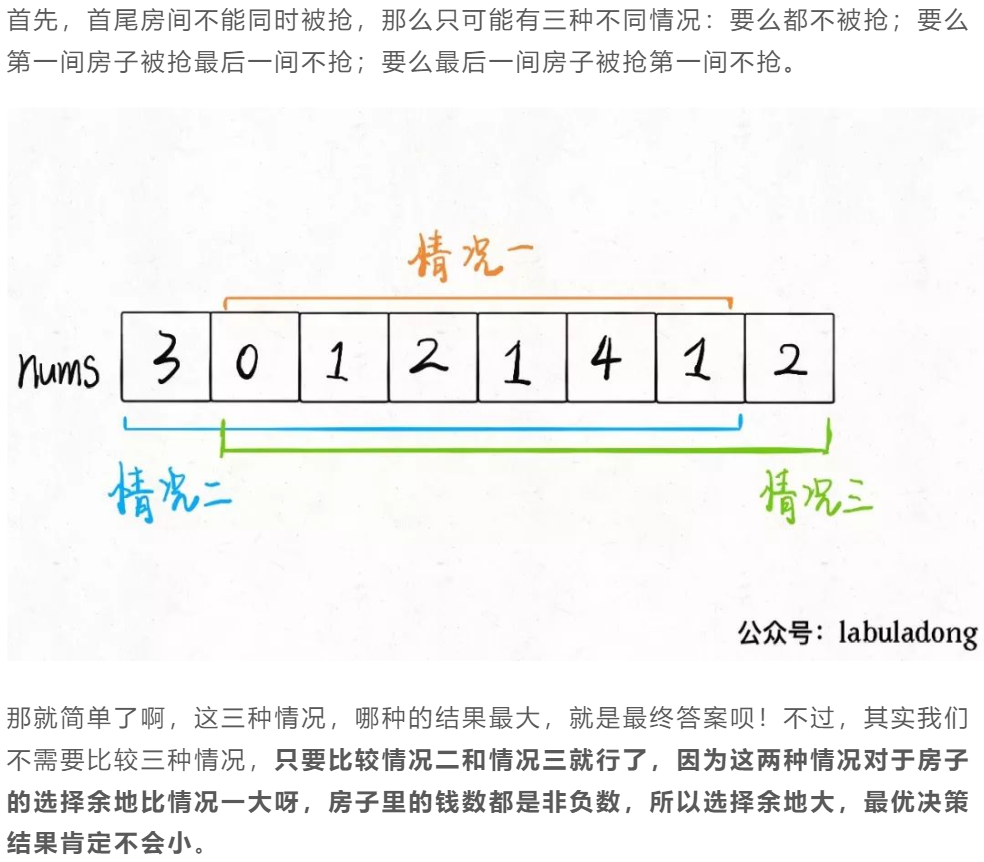 首先，首尾房间不能同时被抢，那么只可能有三种不同情况：要么都不被抢；要么
第一间房子被抢最后一间不抢；要么最后一间房子被抢第一间不抢。
情况一
nums 3 0 1 2 1 4 1 2
情况二 情况三
公众号：labuladong
那就简单了啊，这三种情况，哪种的结果最大，就是最终答案呗！不过，其实我们
不需要比较三种情况，只要比较情况二和情况三就行了，因为这两种情况对于房子
的选择余地比情况一大呀，房子里的钱数都是非负数，所以选择余地大，最优决策
结果肯定不会小。